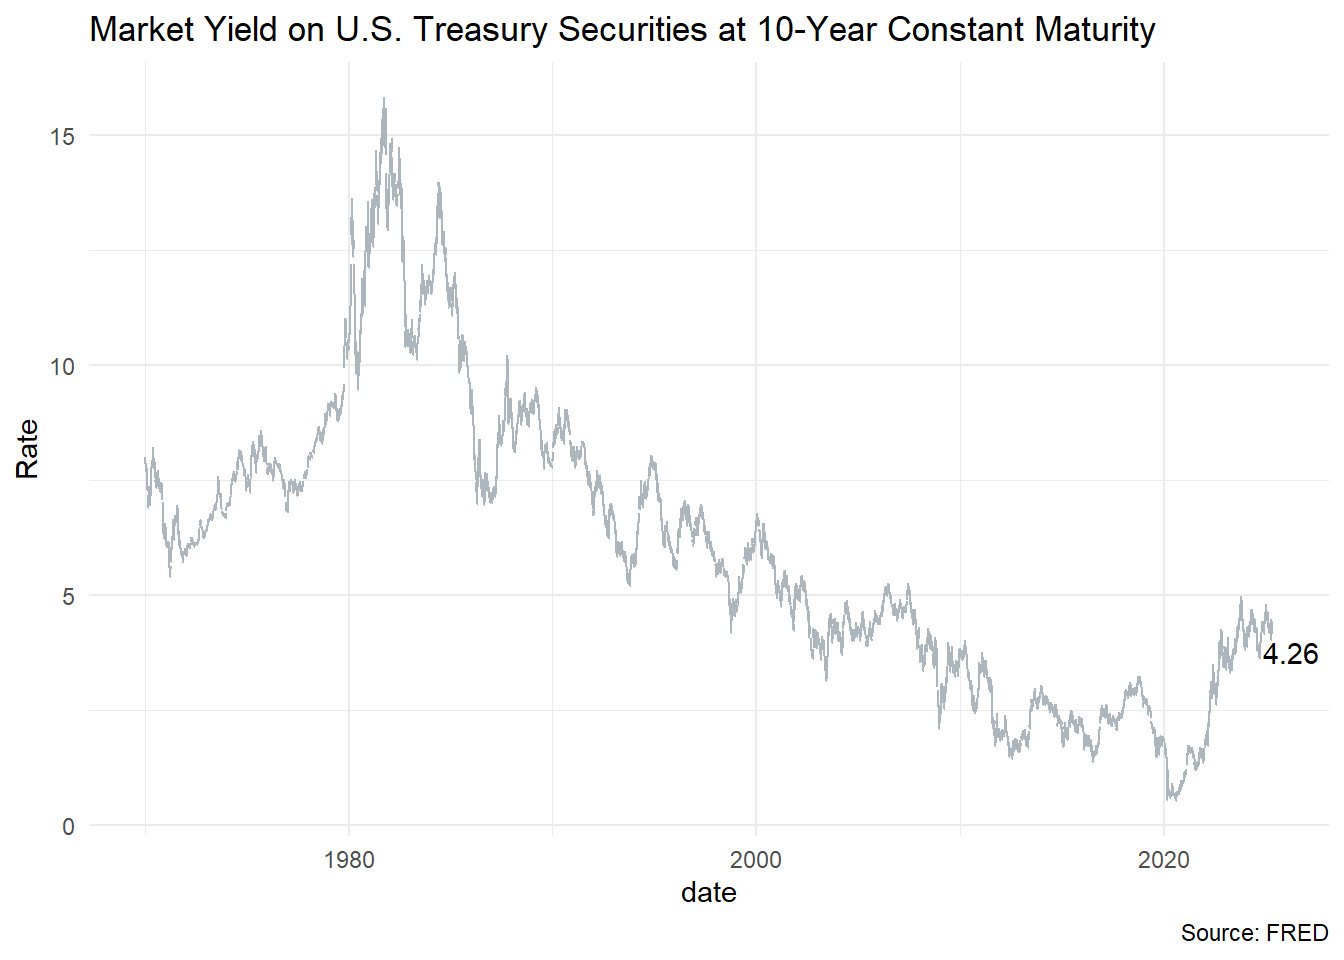 Market Yield on U.S. Treasury Securities at 10-Year Constant Maturity
15
10
5
0
Rate
4.26
1980 2000 2020
date
Source: FRED